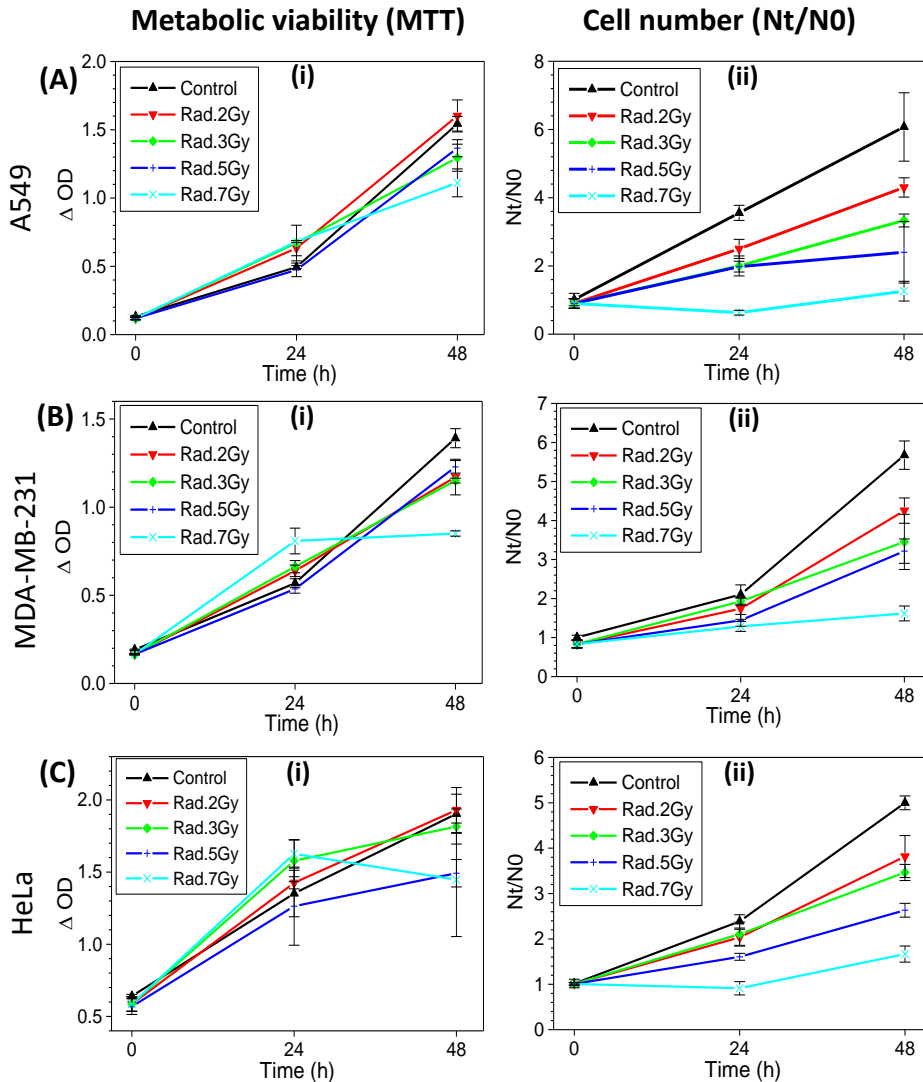 Metabolic viability (MTT)
Cell number (Nt/N0)
(A)
A549
(i)
Control
Rad.2Gy
Rad.3Gy
Rad.5Gy
Rad.7Gy
Δ OD
2.0
1.5
1.0
0.5
0.0
0 24 48
Time (h)
(ii)
Control
Rad.2Gy
Rad.3Gy
Rad.5Gy
Rad.7Gy
Nt/N0
8
6
4
2
0
0 24 48
Time (h)
(B)
MDA-MB-231
(i)
Control
Rad.2Gy
Rad.3Gy
Rad.5Gy
Rad.7Gy
Δ OD
1.5
1.0
0.5
0.0
0 24 48
Time (h)
(ii)
Control
Rad.2Gy
Rad.3Gy
Rad.5Gy
Rad.7Gy
Nt/N0
7
6
5
4
3
2
1
0
0 24 48
Time (h)
(C)
HeLa
(i)
Control
Rad.2Gy
Rad.3Gy
Rad.5Gy
Rad.7Gy
Δ OD
2.0
1.5
1.0
0.5
0 24 48
Time (h)
(ii)
Control
Rad.2Gy
Rad.3Gy
Rad.5Gy
Rad.7Gy
Nt/N0
6
5
4
3
2
1
0
0 24 48
Time (h)